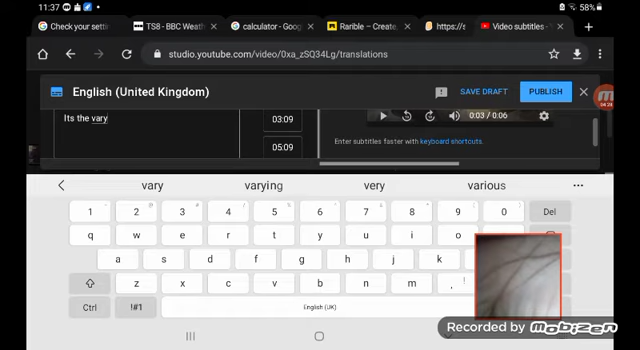 11:37
58%
Check your settin
TS8 - BBC Weath
calculator - Goog
Rarible – Create,
https://s
Video subtitles -
studio.youtube.com/video/0xa_zSQ34Lg/translations
04:28
English (United Kingdom)
SAVE DRAFT
PUBLISH
Its the vary
03:09
05:09
0:03 / 0:06
Enter subtitles faster with keyboard shortcuts.
vary varying very various
1 2 3 4 5 6 7 8 9 0 Del
q w e r t y u i o
a s d f g h j k
z x c v b n m , !
Ctrl !#1 English (UK)
Recorded by mobizen